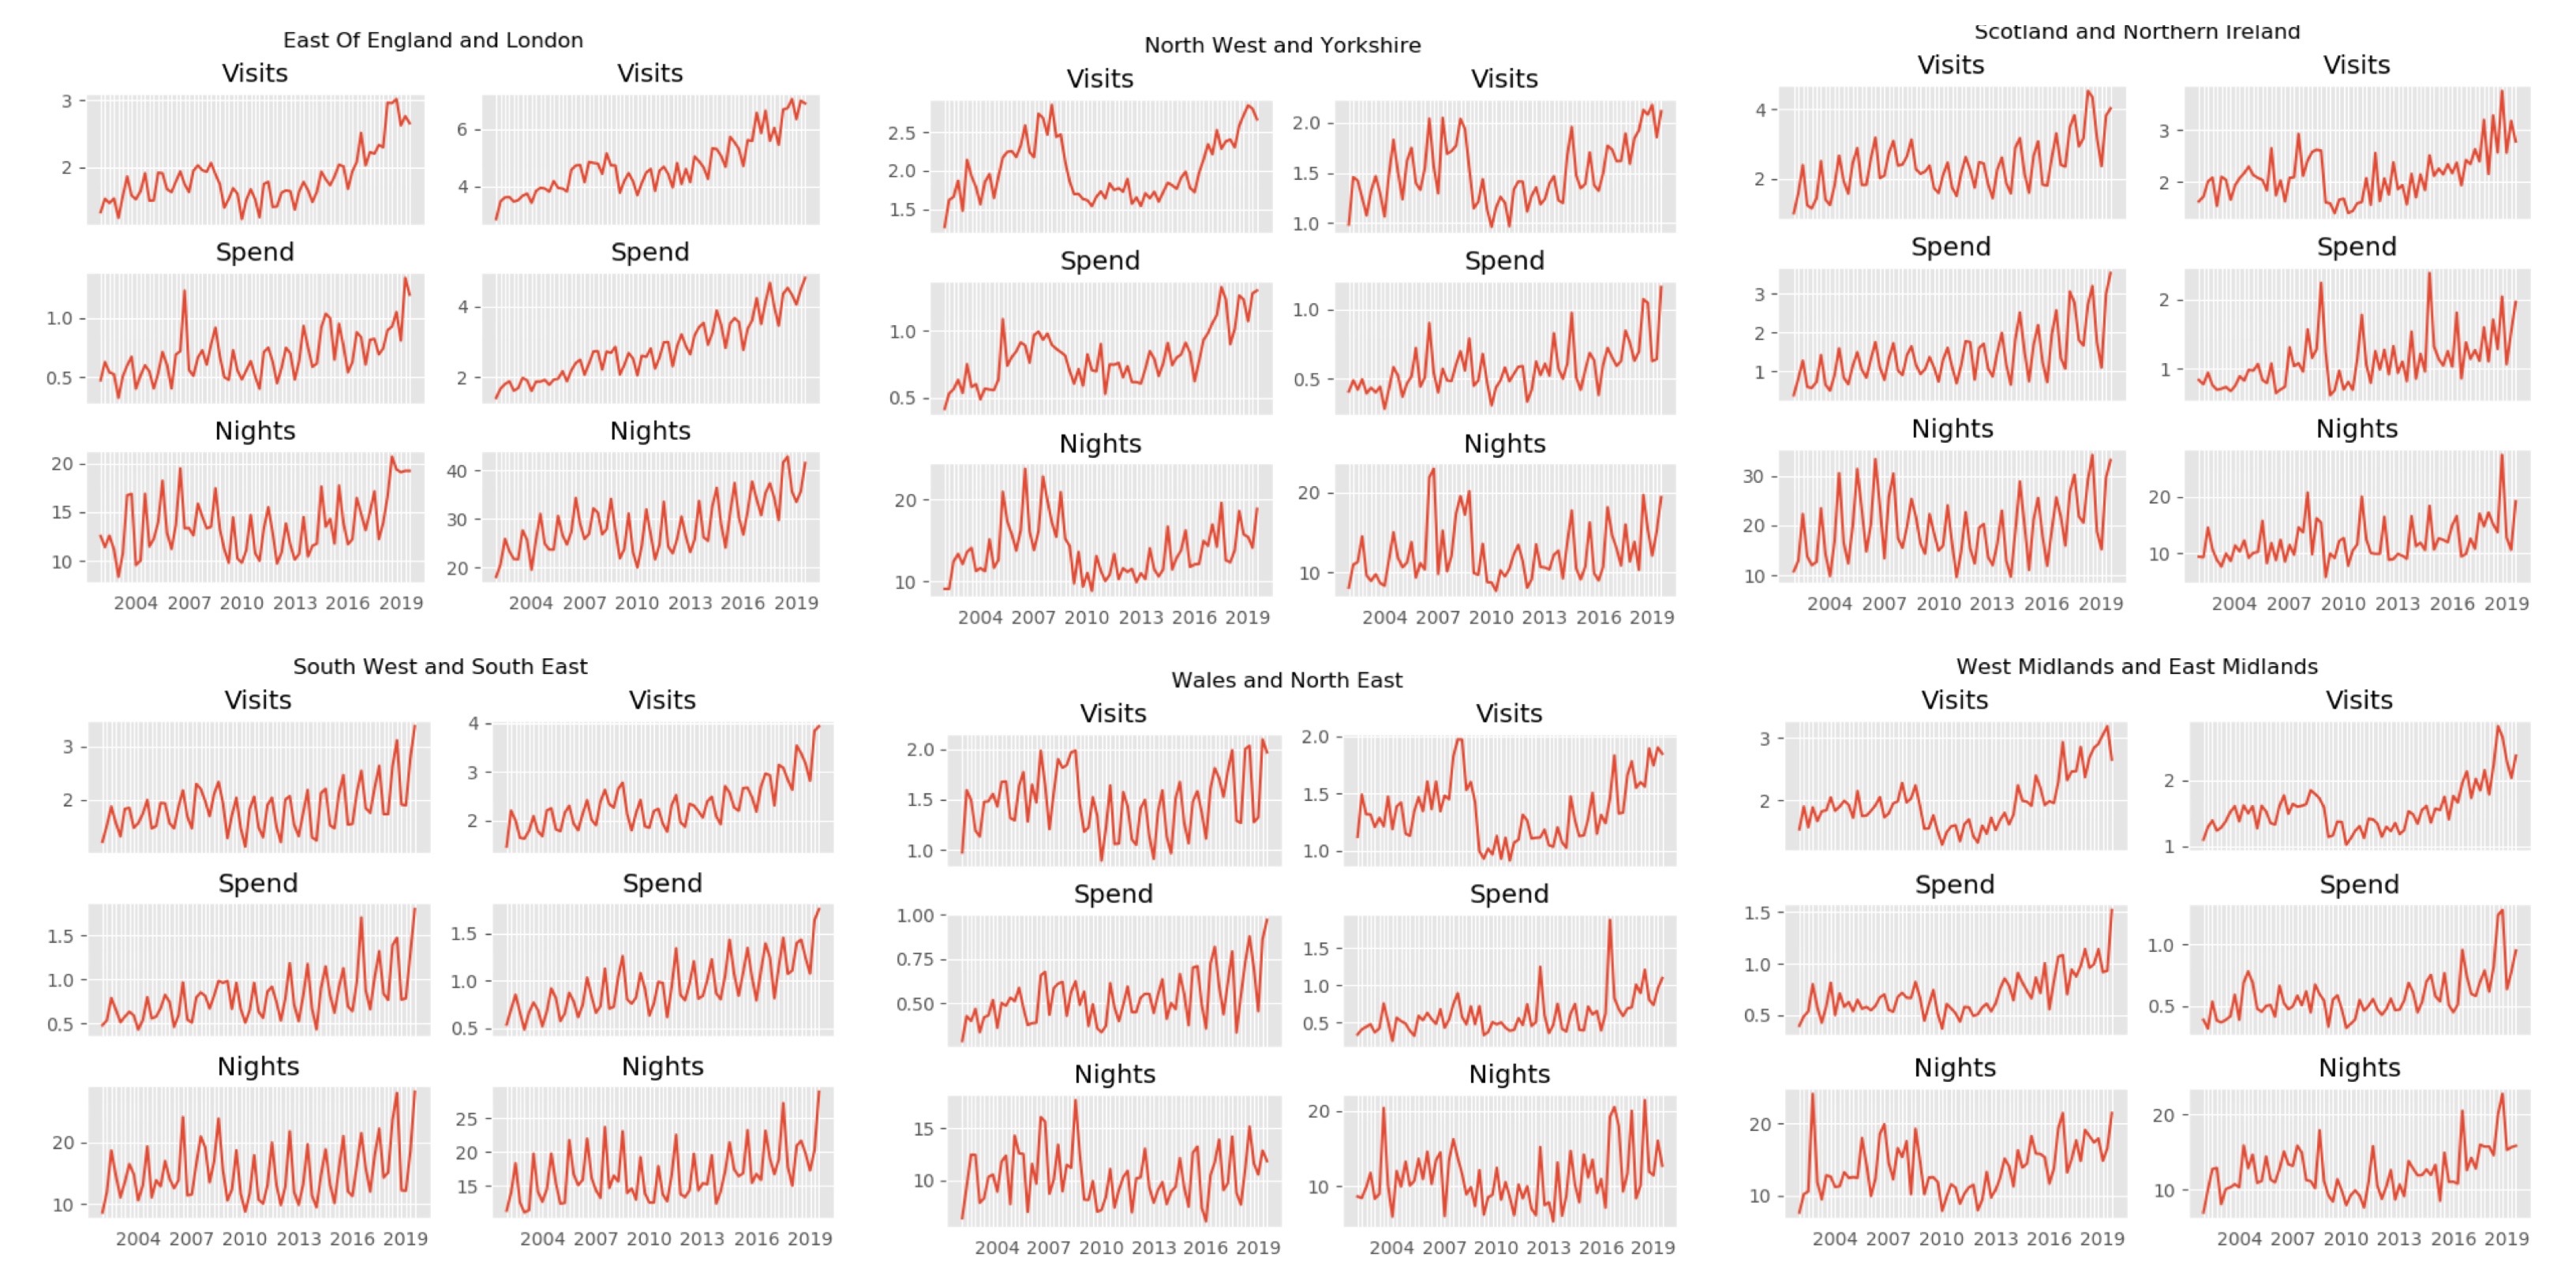 East Of England and London
Visits
Visits
3
2
6
4
Spend
Spend
1.0
0.5
4
2
Nights
Nights
20
15
10
40
30
20
2004 2007 2010 2013 2016 2019
2004 2007 2010 2013 2016 2019
North West and Yorkshire
Visits
Visits
2.5
2.0
1.5
2.0
1.5
1.0
Spend
Spend
1.0
0.5
1.0
0.5
Nights
Nights
20
10
20
10
2004 2007 2010 2013 2016 2019
2004 2007 2010 2013 2016 2019
Scotland and Northern Ireland
Visits
Visits
4
2
3
2
Spend
Spend
3
2
1
2
1
Nights
Nights
30
20
10
20
10
2004 2007 2010 2013 2016 2019
2004 2007 2010 2013 2016 2019
South West and South East
Visits
Visits
3
2
4
3
2
Spend
Spend
1.5
1.0
0.5
1.5
1.0
0.5
Nights
Nights
20
10
25
20
15
2004 2007 2010 2013 2016 2019
2004 2007 2010 2013 2016 2019
Wales and North East
Visits
Visits
2.0
1.5
1.0
2.0
1.5
1.0
Spend
Spend
1.00
0.75
0.50
1.5
1.0
0.5
Nights
Nights
15
10
20
10
2004 2007 2010 2013 2016 2019
2004 2007 2010 2013 2016 2019
West Midlands and East Midlands
Visits
Visits
3
2
2
1
Spend
Spend
1.5
1.0
0.5
1.0
0.5
Nights
Nights
20
10
20
10
2004 2007 2010 2013 2016 2019
2004 2007 2010 2013 2016 2019